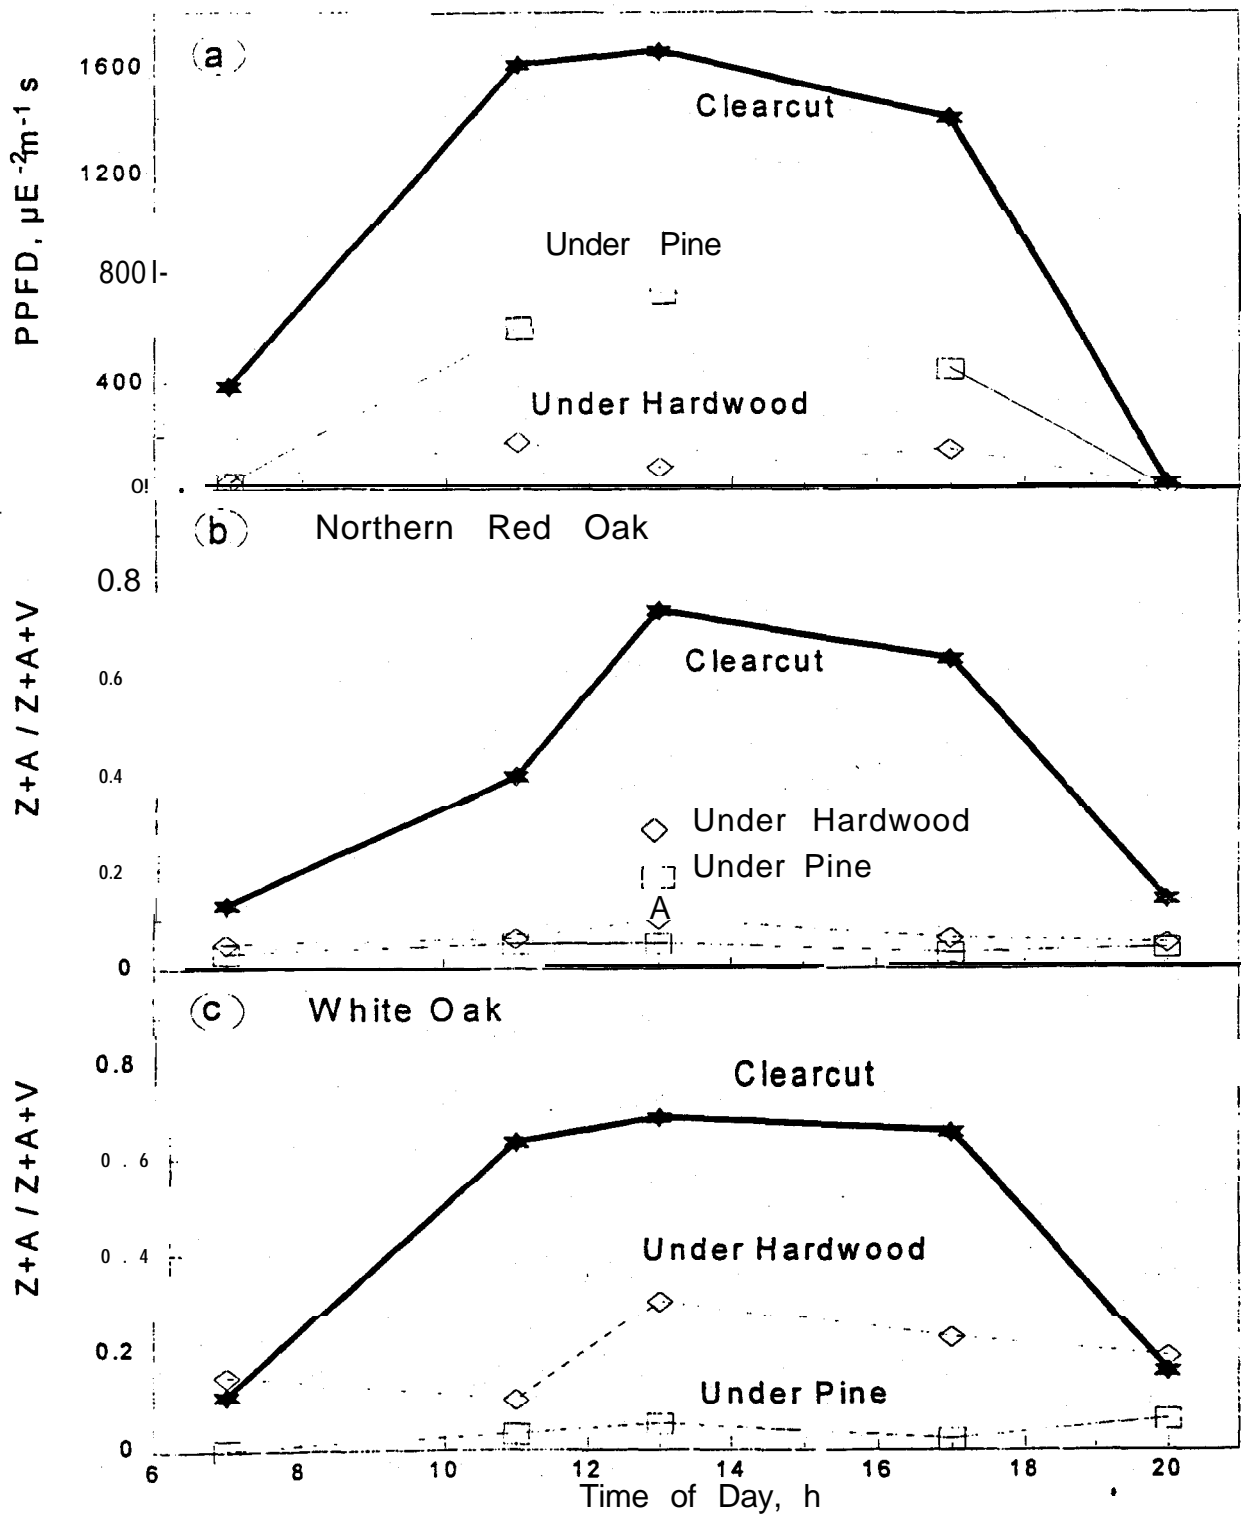 (a)
1600
Clearcut
1200
PPFD, µE ⁻²m⁻¹ s
Under Pine
800
400
Under Hardwood
0
(b) Northern Red Oak
0.8
Z+A / Z+A+V
Clearcut
0.6
0.4
Under Hardwood
0.2
Under Pine
A
0
(c) White Oak
0.8
Clearcut
Z+A / Z+A+V
0.6
0.4
Under Hardwood
0.2
Under Pine
0
6 8 10 12 14 16 18 20
Time of Day, h